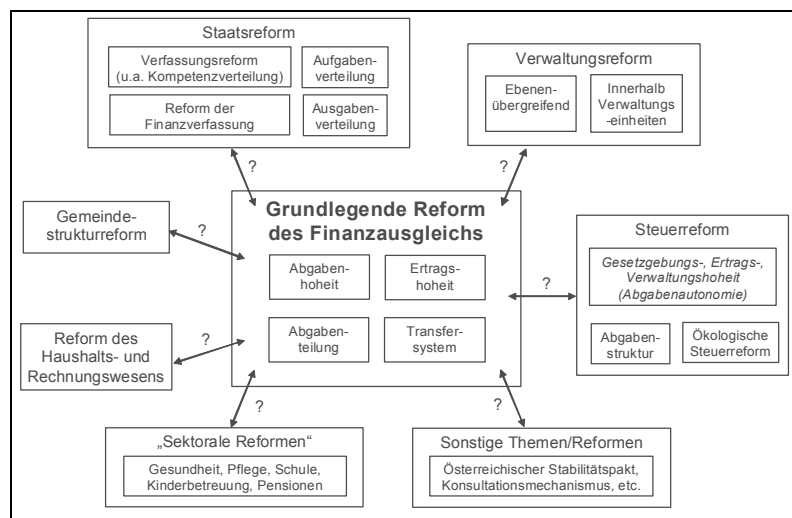 Staatsreform
Verfassungsreform
(u.a. Kompetenzverteilung)
Aufgaben-
verteilung
Reform der
Finanzverfassung
Ausgaben-
verteilung
Verwaltungsreform
Ebenen-
übergreifend
Innerhalb
Verwaltungs
-einheiten
?
?
Gemeinde-
strukturreform
?
Grundlegende Reform
des Finanzausgleichs
Abgaben-
hoheit
Ertrags-
hoheit
Abgaben-
teilung
Transfer-
system
?
Steuerreform
Gesetzgebungs-, Ertrags-,
Verwaltungshoheit
(Abgabenautonomie)
Abgaben-
struktur
Ökologische
Steuerreform
Reform des
Haushalts- und
Rechnungswesens
?
?
?
„Sektorale Reformen“
Gesundheit, Pflege, Schule,
Kinderbetreuung, Pensionen
Sonstige Themen/Reformen
Österreichischer Stabilitätspakt,
Konsultationsmechanismus, etc.